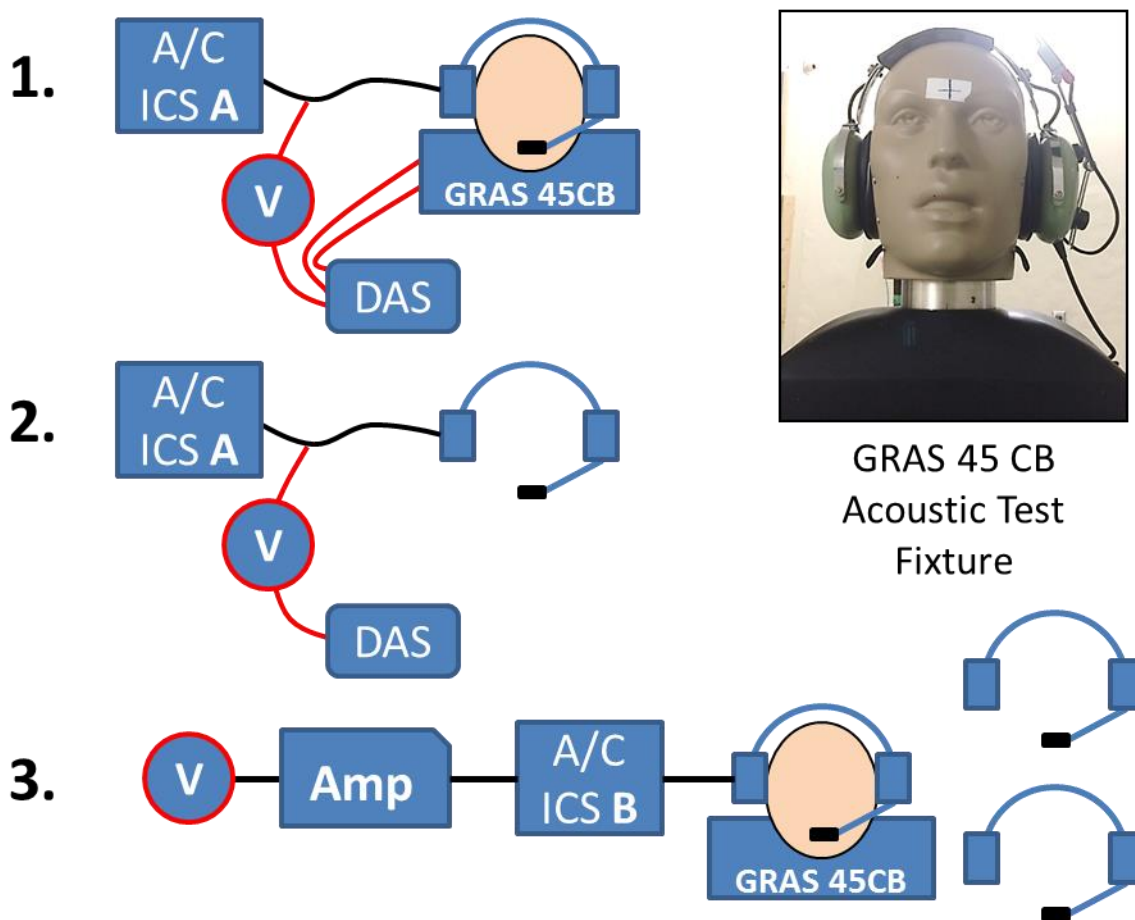 1.
A/C
ICS A
V
GRAS 45CB
DAS
GRAS 45 CB
Acoustic Test
Fixture
2.
A/C
ICS A
V
DAS
3.
V
Amp
A/C
ICS B
GRAS 45CB